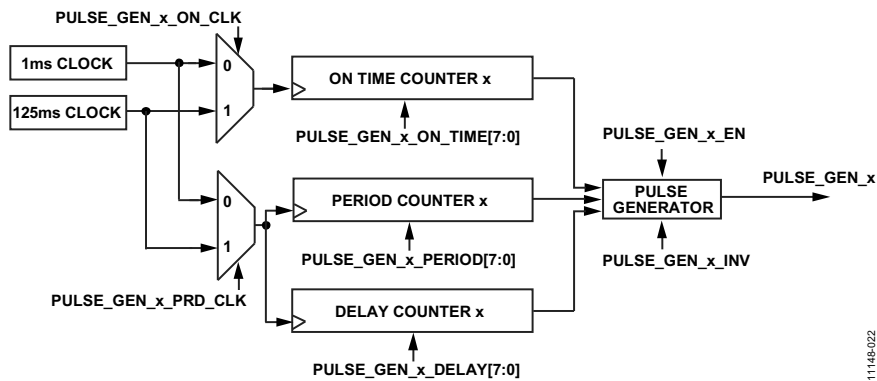 PULSE_GEN_x_ON_CLK
1ms CLOCK
0
ON TIME COUNTER x
125ms CLOCK
1
PULSE_GEN_x_ON_TIME[7:0]
PULSE_GEN_x_EN
PULSE_GEN_x
0
PERIOD COUNTER x
PULSE
GENERATOR
1
PULSE_GEN_x_PERIOD[7:0]
PULSE_GEN_x_INV
PULSE_GEN_x_PRD_CLK
DELAY COUNTER x
PULSE_GEN_x_DELAY[7:0]
11148-022